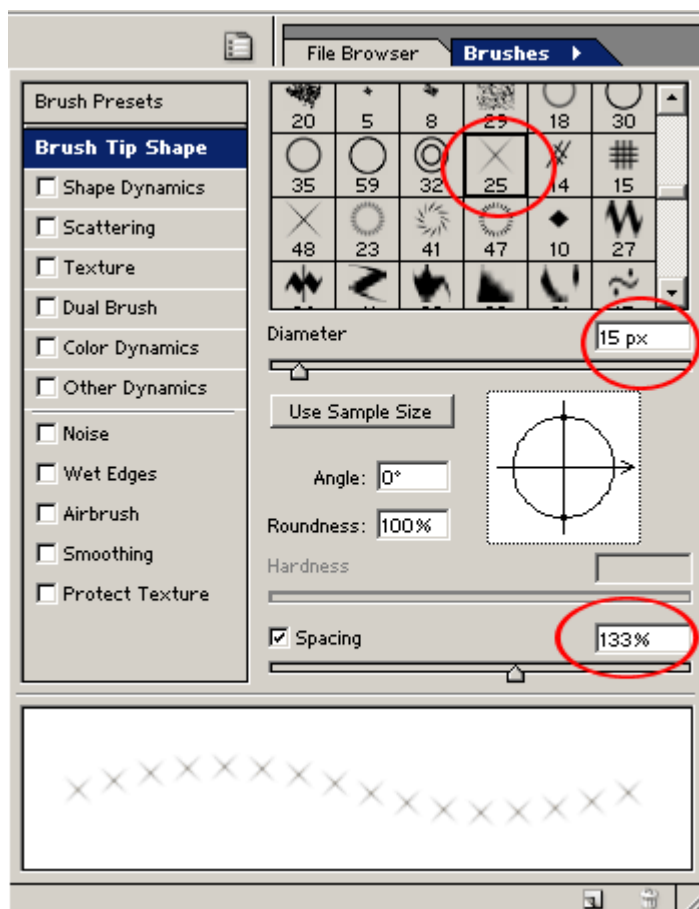 File Browser Brushes
Brush Presets
Brush Tip Shape
Shape Dynamics
Scattering
Texture
Dual Brush
Color Dynamics
Other Dynamics
Noise
Wet Edges
Airbrush
Smoothing
Protect Texture
20 5 8 29 18 30
35 59 32 25 14 15
48 23 41 47 10 27
Diameter 15 px
Use Sample Size
Angle: 0°
Roundness: 100%
Hardness
Spacing 133%